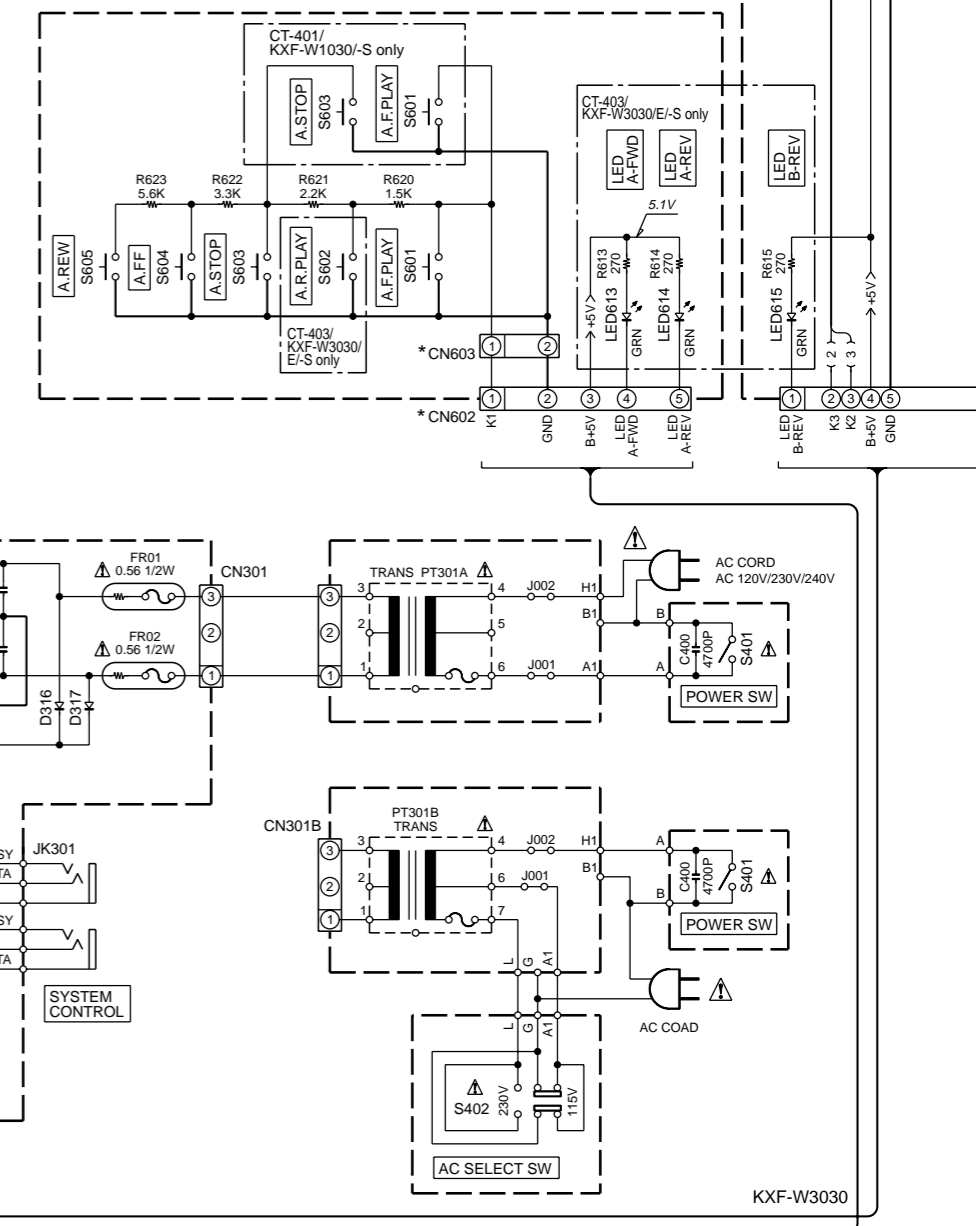 CT-401/
KXF-W1030/-S only
A.STOP
S603
A.F.PLAY
S601
CT-403/
KXF-W3030/E/-S only
LED
A-FWD
LED
A-REV
LED
B-REV
R623
5.6K
R622
3.3K
R621
2.2K
R620
1.5K
5.1V
A.REW
S605
A.FF
S604
A.STOP
S603
A.R.PLAY
S602
A.F.PLAY
S601
+5V
R613
270
R614
270
R615
270
+5V
LED613
GRN
LED614
GRN
LED615
GRN
CT-403/
KXF-W3030/
E/-S only
*CN603
1
2
2
3
*CN602
1
2
3
4
5
1
2
3
4
5
K1
GND
B+5V
LED
A-FWD
LED
A-REV
LED
B-REV
K3
K2
B+5V
GND
FR01
0.56 1/2W
CN301
3
2
1
FR02
0.56 1/2W
D316
D317
3
2
1
TRANS PT301A
3
2
1
4
5
6
J002
J001
H1
B1
A1
AC CORD
AC 120V/230V/240V
B
A
C400
4700P
S401
POWER SW
CN301B
3
2
1
PT301B
TRANS
3
2
1
4
6
7
J002
J001
H1
B1
A
B
C400
4700P
S401
POWER SW
L
G
A1
AC COAD
L
G
A1
S402
230V
115V
AC SELECT SW
SY
TA
JK301
SY
TA
SYSTEM
CONTROL
KXF-W3030